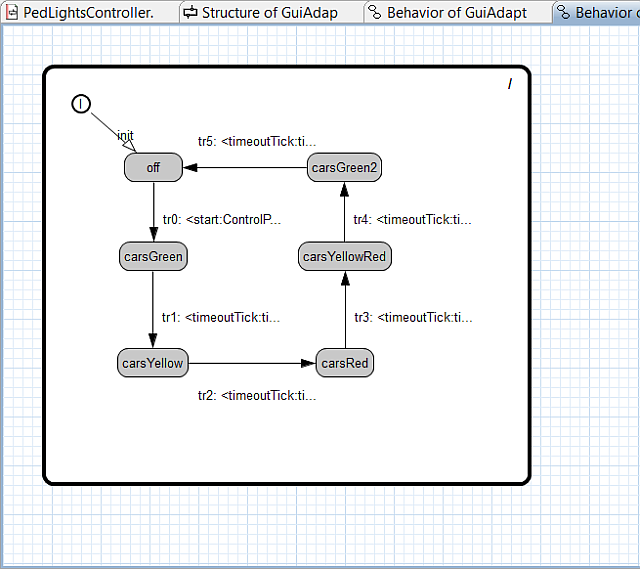 PedLightsController.
Structure of GuiAdap
Behavior of GuiAdapt
Behavior
/
I
init
tr5: <timeoutTick:ti...
off
carsGreen2
tr0: <start:ControlP...
tr4: <timeoutTick:ti...
carsGreen
carsYellowRed
tr1: <timeoutTick:ti...
tr3: <timeoutTick:ti...
carsYellow
carsRed
tr2: <timeoutTick:ti...